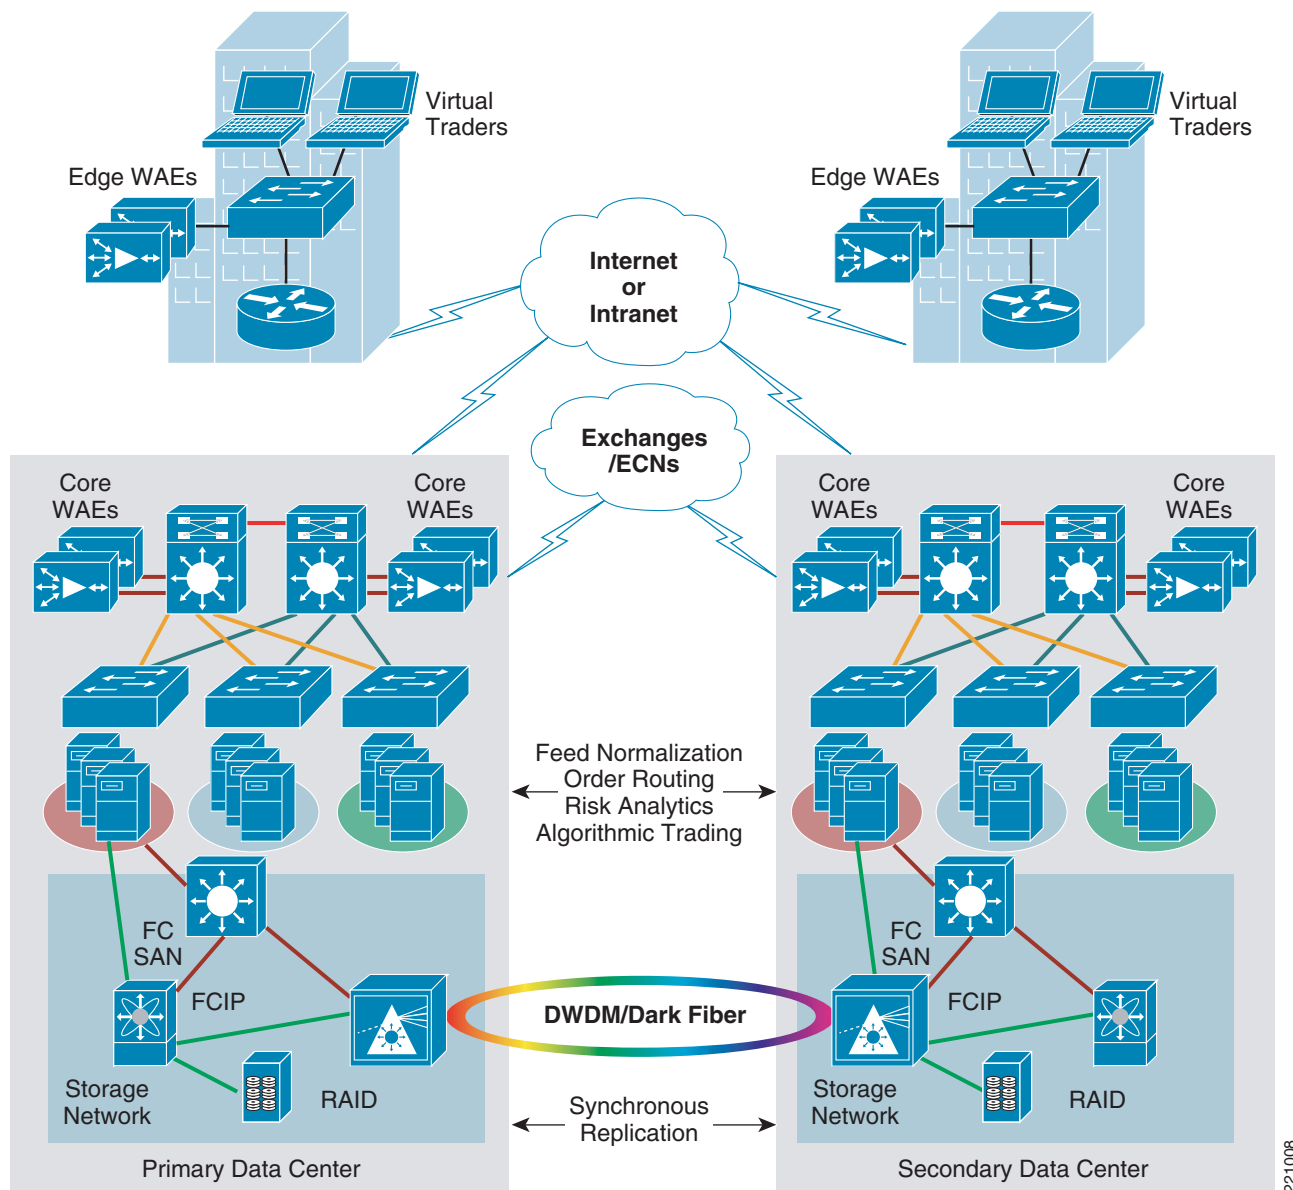 Virtual
Traders
Edge WAEs
Virtual
Traders
Edge WAEs
Internet
or
Intranet
Exchanges
/ECNs
Core
WAEs
Core
WAEs
Core
WAEs
Core
WAEs
Feed Normalization
Order Routing
Risk Analytics
Algorithmic Trading
FC
SAN
FCIP
Storage
Network
RAID
DWDM/Dark Fiber
FC
SAN
FCIP
Storage
Network
RAID
Synchronous
Replication
Primary Data Center
Secondary Data Center
221008